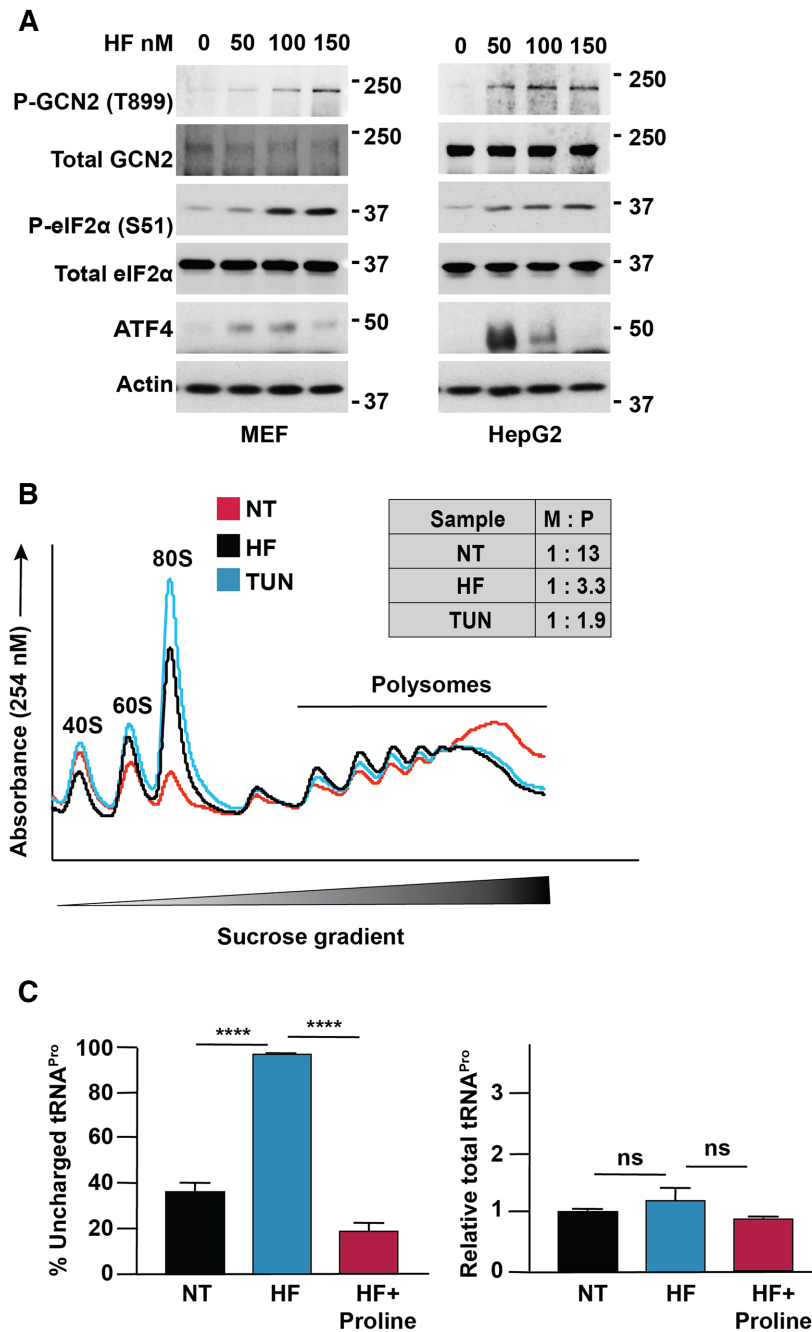 A
HF nM 0 50 100 150 0 50 100 150
P-GCN2 (T899) - 250 - 250
Total GCN2 - 250 - 250
P-eIF2α (S51) - 37 - 37
Total eIF2α - 37 - 37
ATF4 - 50 - 50
Actin - 37 - 37
MEF HepG2
B
NT
HF
TUN
Sample M : P
NT 1 : 13
HF 1 : 3.3
TUN 1 : 1.9
Absorbance (254 nM)
40S 60S 80S
Polysomes
Sucrose gradient
C
% Uncharged tRNAPro
100
80
60
40
20
0
**** ****
NT HF HF+ Proline
Relative total tRNAPro
3
2
1
0
ns ns
NT HF HF+ Proline